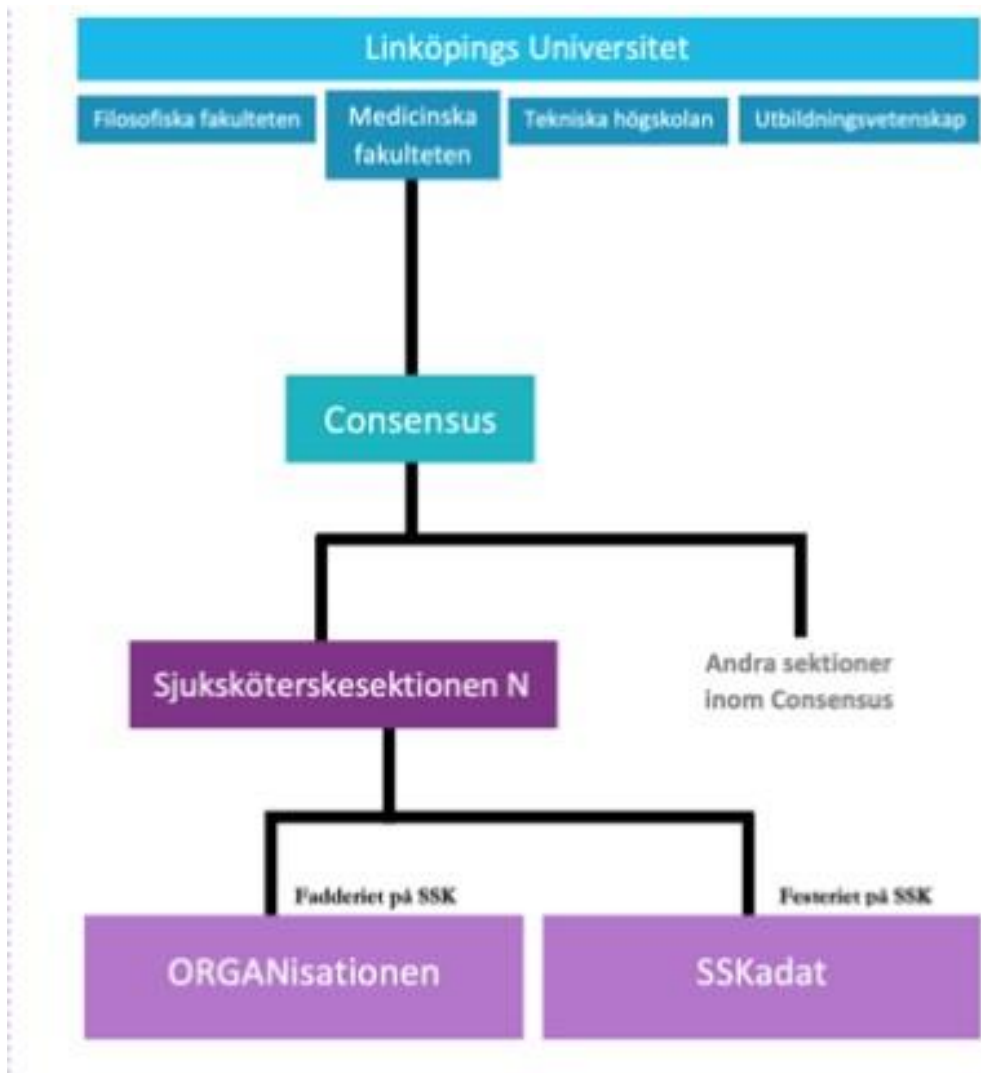 Linköpings Universitet
Filosofiska fakulteten
Medicinska
fakulteten
Tekniska högskolan
Utbildningsvetenskap
Consensus
Sjuksköterskesektionen N
Andra sektioner
inom Consensus
Fadderiet på SSK
Festeriet på SSK
ORGANisationen
SSKadat